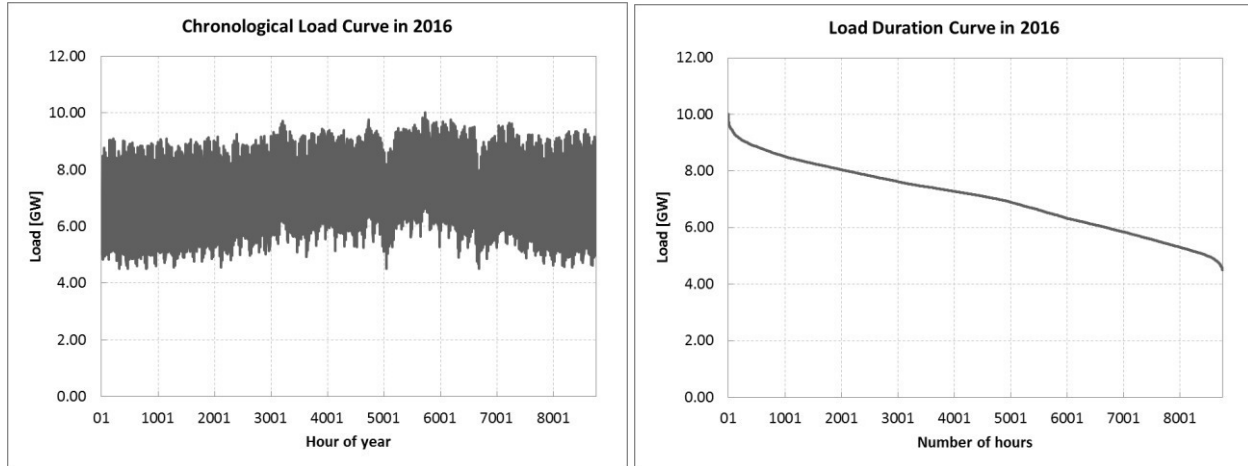 Chronological Load Curve in 2016
12.00
10.00
8.00
6.00
4.00
2.00
0.00
Load [GW]
01 1001 2001 3001 4001 5001 6001 7001 8001
Hour of year
Load Duration Curve in 2016
12.00
10.00
8.00
6.00
4.00
2.00
0.00
Load [GW]
01 1001 2001 3001 4001 5001 6001 7001 8001
Number of hours